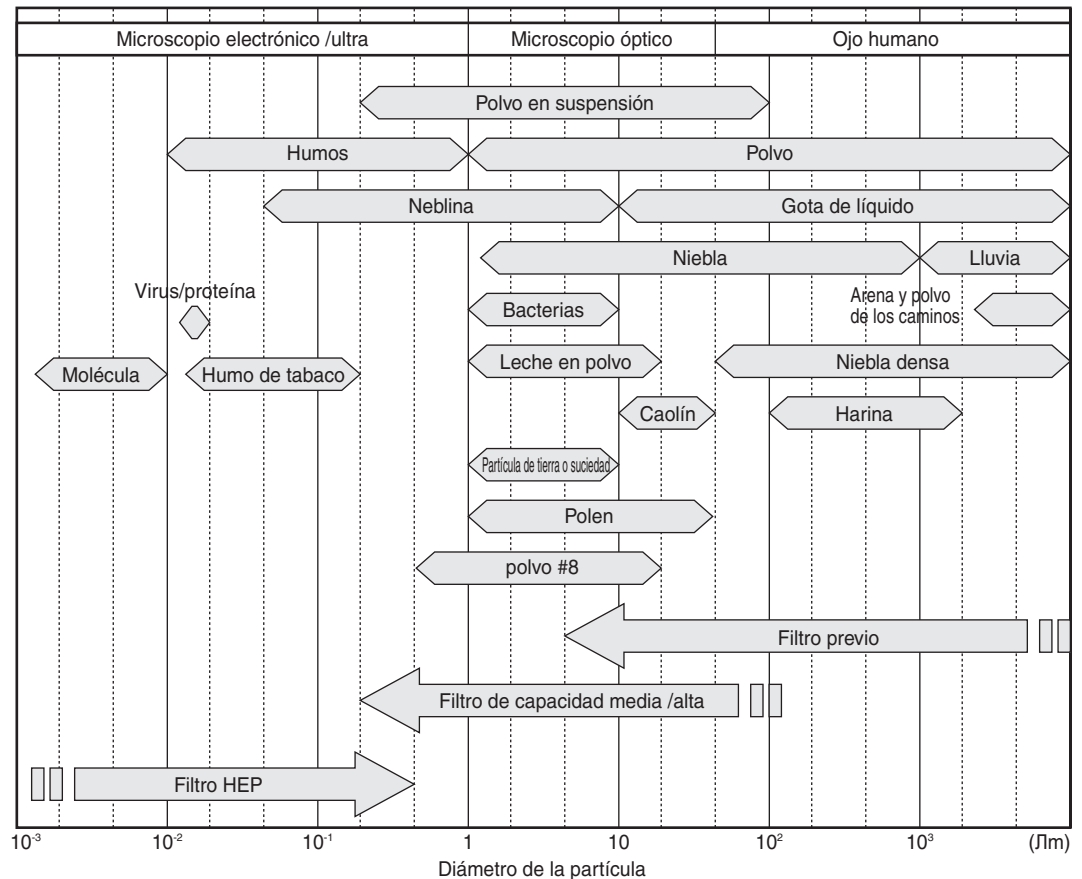 Microscopio electrónico /ultra
Microscopio óptico
Ojo humano
Polvo en suspensión
Humos
Polvo
Neblina
Gota de líquido
Niebla
Lluvia
Virus/proteína
Bacterias
Arena y polvo
de los caminos
Molécula
Humo de tabaco
Leche en polvo
Niebla densa
Caolín
Harina
Partícula de tierra o suciedad
Polen
polvo #8
Filtro previo
Filtro de capacidad media /alta
Filtro HEP
10⁻³ 10⁻² 10⁻¹ 1 10 10² 10³ (Лm)
Diámetro de la partícula